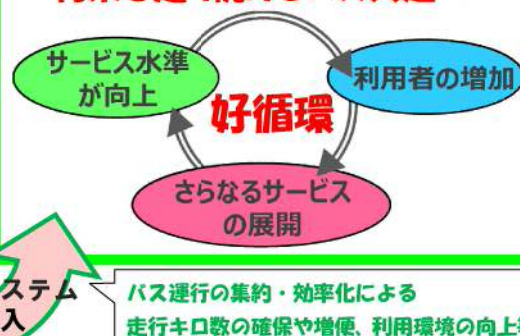 サービス水準
が向上
利用者の増加
好循環
さらなるサービス
の展開
ステム
入
バス運行の集約・効率化による
走行キロ数の確保や増便、利用環境の向上